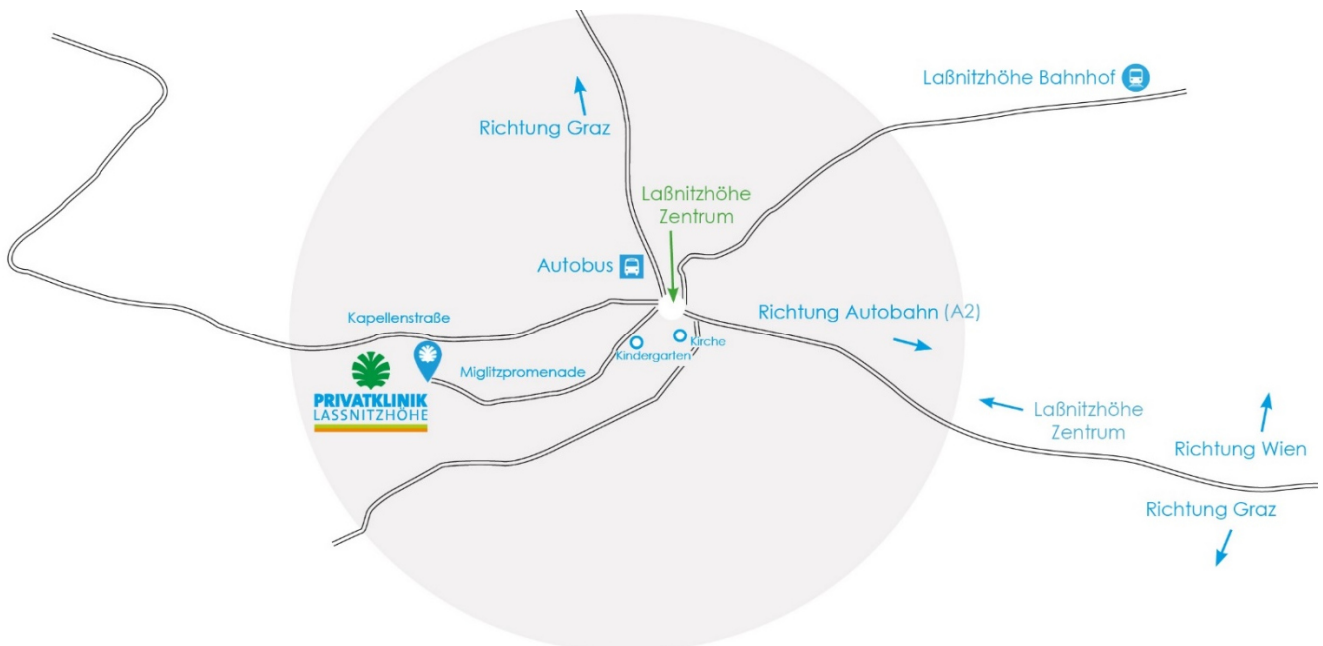 Laßnitzhöhe Bahnhof
Richtung Graz
Laßnitzhöhe
Zentrum
Autobus
Richtung Autobahn (A2)
Kapellenstraße
Kirche
Kindergarten
Miglitzpromenade
PRIVATKLINIK
LASSNITZHÖHE
Laßnitzhöhe
Zentrum
Richtung Wien
Richtung Graz